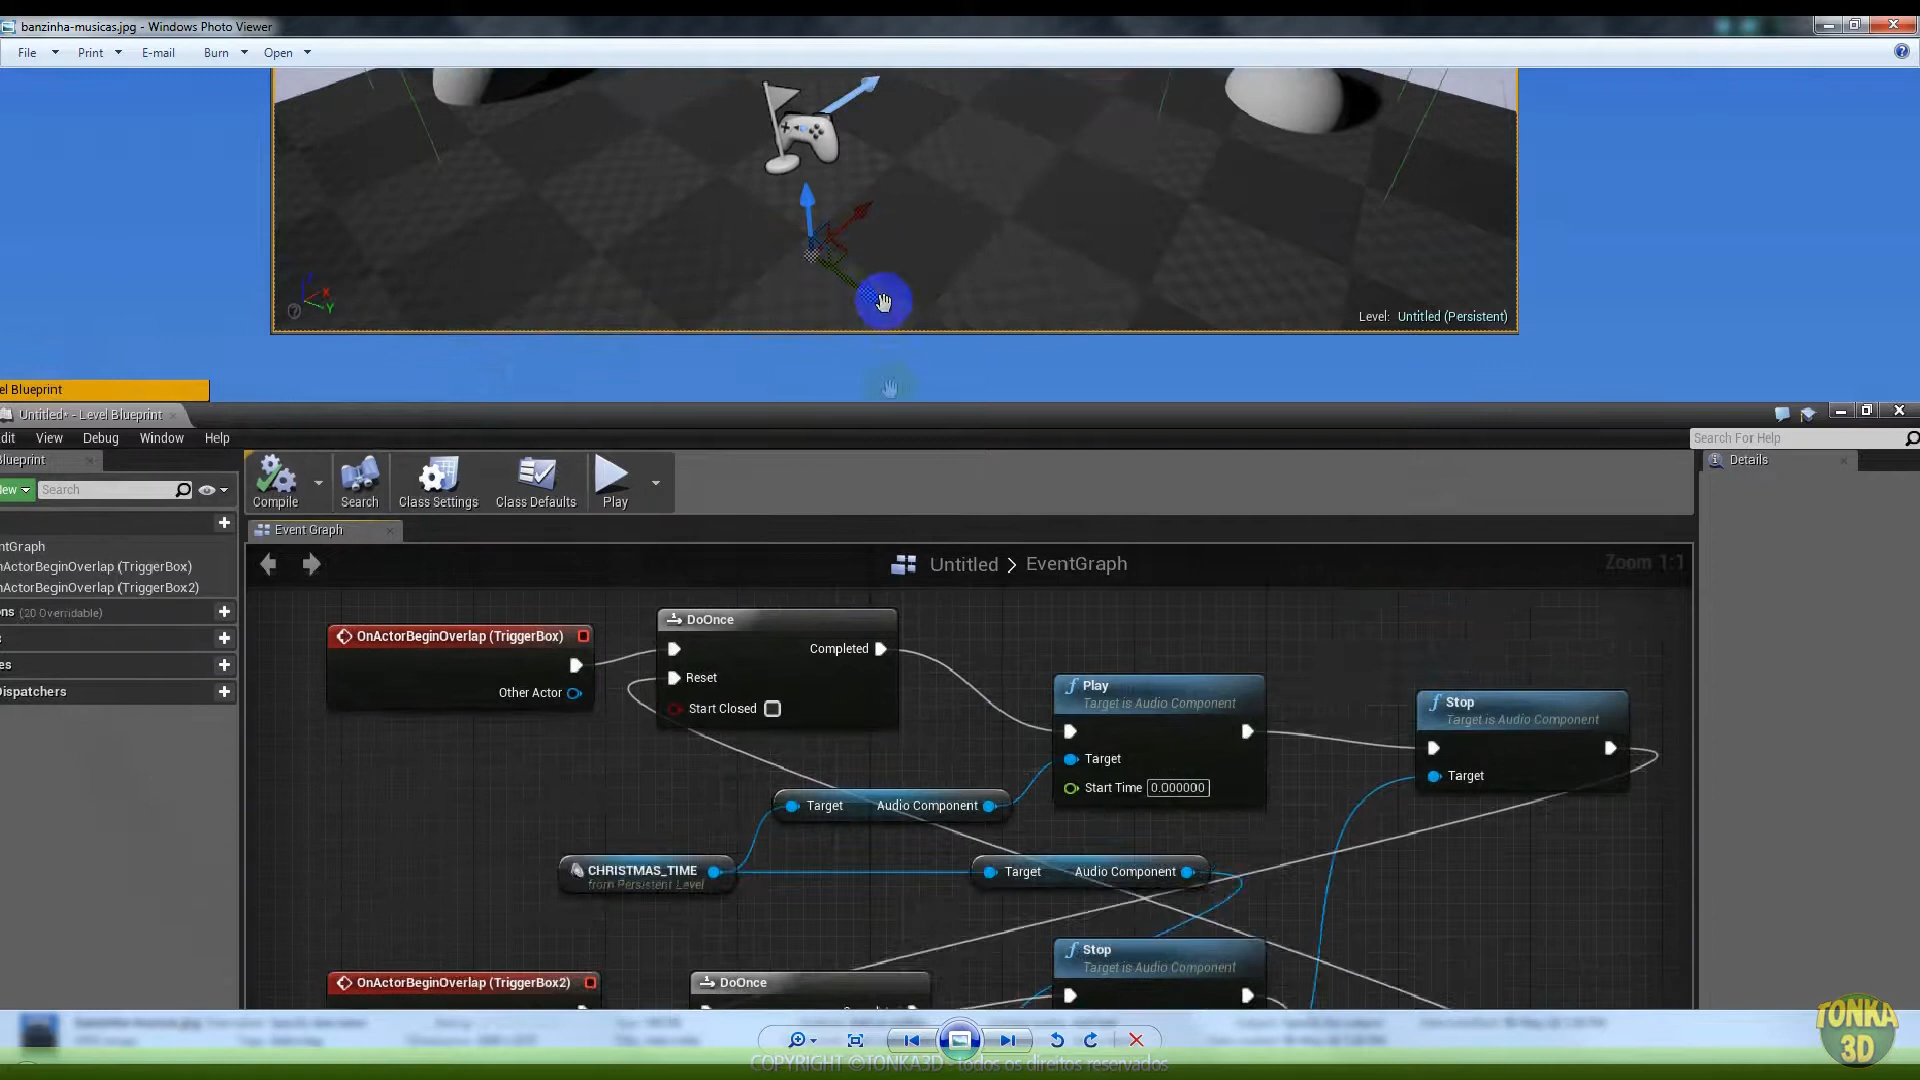 banzinha-musicas.jpg - Windows Photo Viewer
File Print E-mail Burn Open
X
Y
Level: Untitled (Persistent)
el Blueprint
Untitled* - Level Blueprint
dit View Debug Window Help
Search For Help
Blueprint
Details
New
Search
Compile Search Class Settings Class Defaults Play
Event Graph
entGraph
nActorBeginOverlap (TriggerBox)
nActorBeginOverlap (TriggerBox2)
ons (20 Overridable)
es
Dispatchers
Untitled > EventGraph
Zoom 1:1
OnActorBeginOverlap (TriggerBox)
Other Actor
DoOnce
Completed
Reset
Start Closed
Play
Target is Audio Component
Target
Start Time 0.000000
Stop
Target is Audio Component
Target
Target Audio Component
CHRISTMAS_TIME
from Persistent Level
Target Audio Component
Stop
Target is Audio Component
OnActorBeginOverlap (TriggerBox2)
DoOnce
TONKA
3D
COPYRIGHT ©TONKA3D - todos os direitos reservados